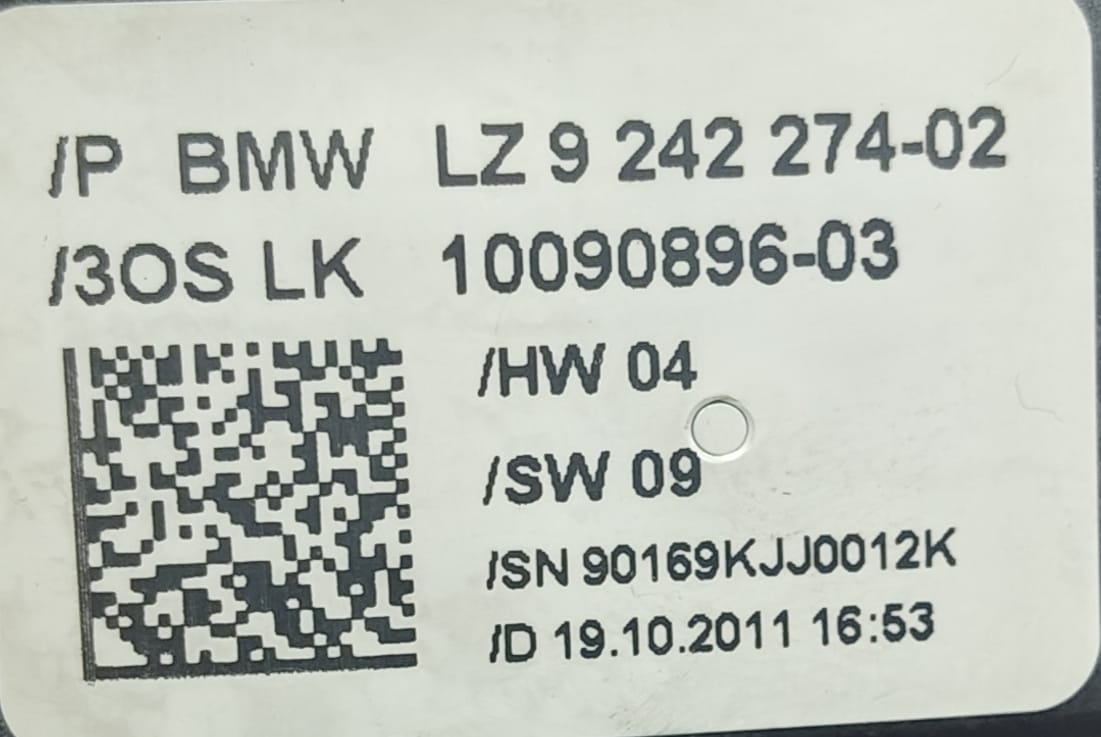 /P BMW LZ 9 242 274-02
/3OS LK 10090896-03
/HW 04
/SW 09
/SN 90169KJJ0012K
/D 19.10.2011 16:53